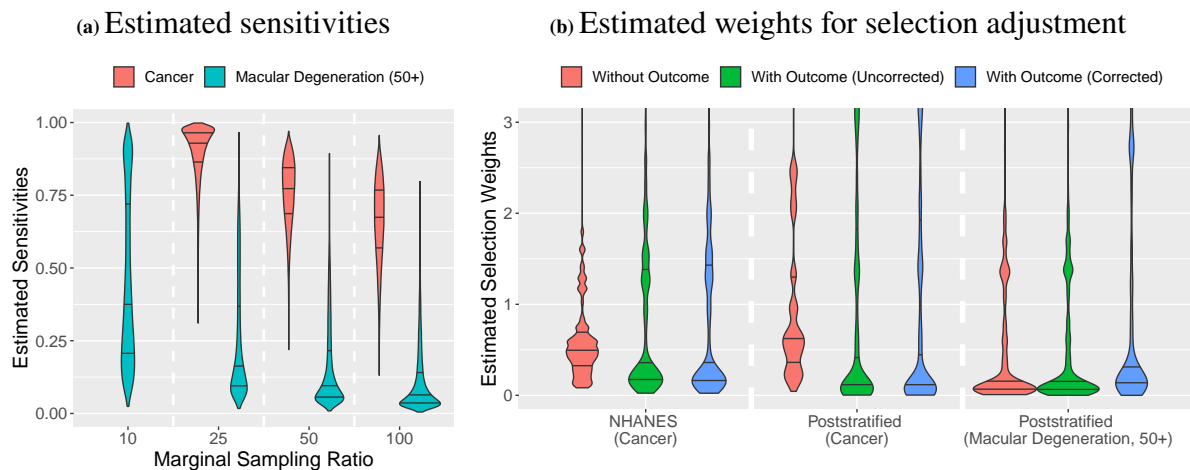 (a) Estimated sensitivities
Cancer Macular Degeneration (50+)
1.00
0.75
0.50
0.25
0.00
Estimated Sensitivities
10 25 50 100
Marginal Sampling Ratio
(b) Estimated weights for selection adjustment
Without Outcome With Outcome (Uncorrected) With Outcome (Corrected)
3
2
1
0
Estimated Selection Weights
NHANES
(Cancer)
Poststratified
(Cancer)
Poststratified
(Macular Degeneration, 50+)